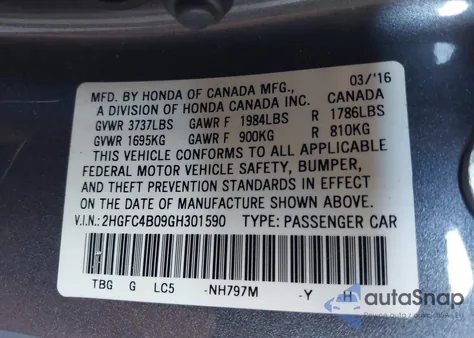 MFD. BY HONDA OF CANADA MFG., 03/'16
A DIVISION OF HONDA CANADA INC. CANADA
GVWR 3737LBS GAWR F 1984LBS R 1786LBS
GVWR 1695KG GAWR F 900KG R 810KG
THIS VEHICLE CONFORMS TO ALL APPLICABLE
FEDERAL MOTOR VEHICLE SAFETY, BUMPER,
AND THEFT PREVENTION STANDARDS IN EFFECT
ON THE DATE OF MANUFACTURE SHOWN ABOVE.
V.I.N.: 2HGFC4B09GH301590 TYPE: PASSENGER CAR
TBG G LC5 -NH797M -Y H
autaSnap